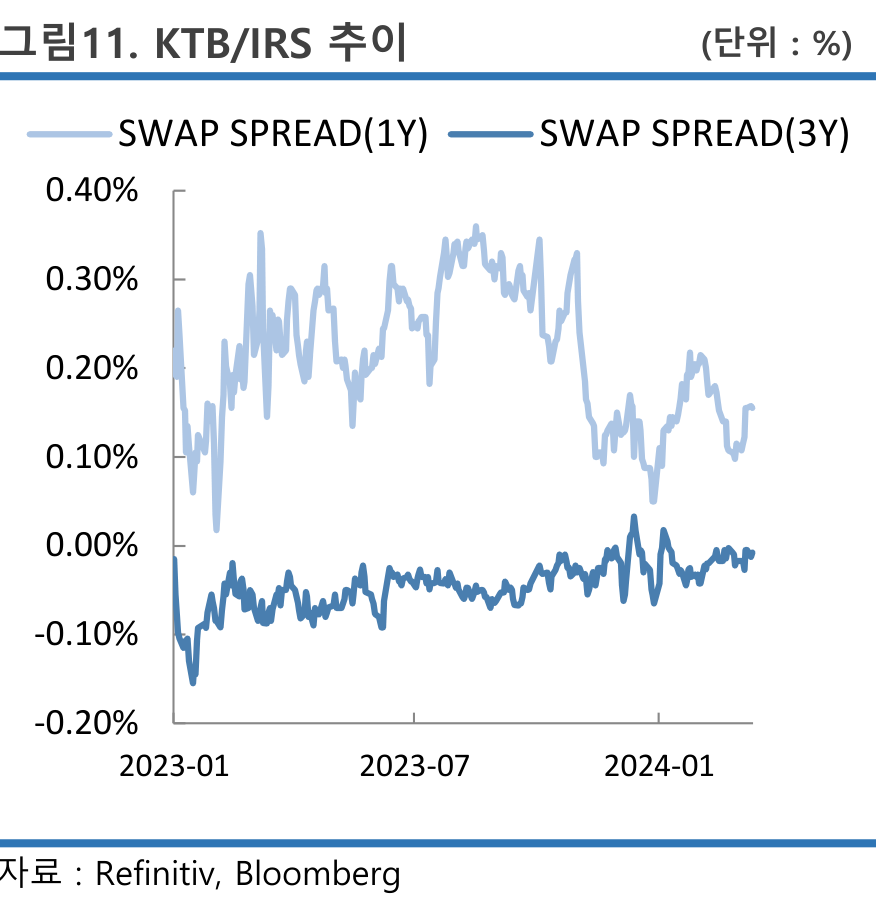 그림11. KTB/IRS 추이 (단위 : %)
SWAP SPREAD(1Y) SWAP SPREAD(3Y)
0.40%
0.30%
0.20%
0.10%
0.00%
-0.10%
-0.20%
2023-01 2023-07 2024-01
자료 : Refinitiv, Bloomberg